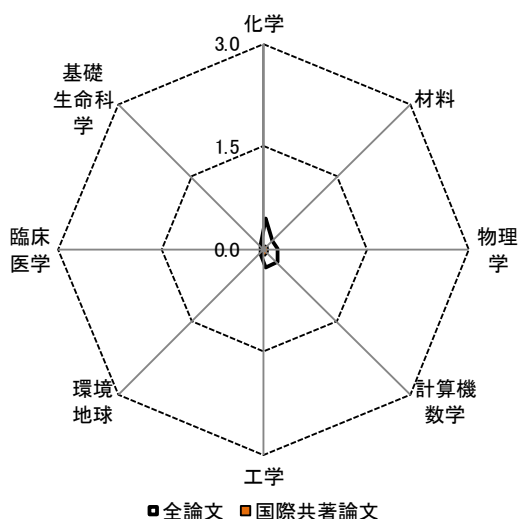 化学
3.0
基礎
生命科
学
材料
1.5
臨床
医学
0.0
物理
学
環境
地球
計算機
数学
工学
全論文 国際共著論文